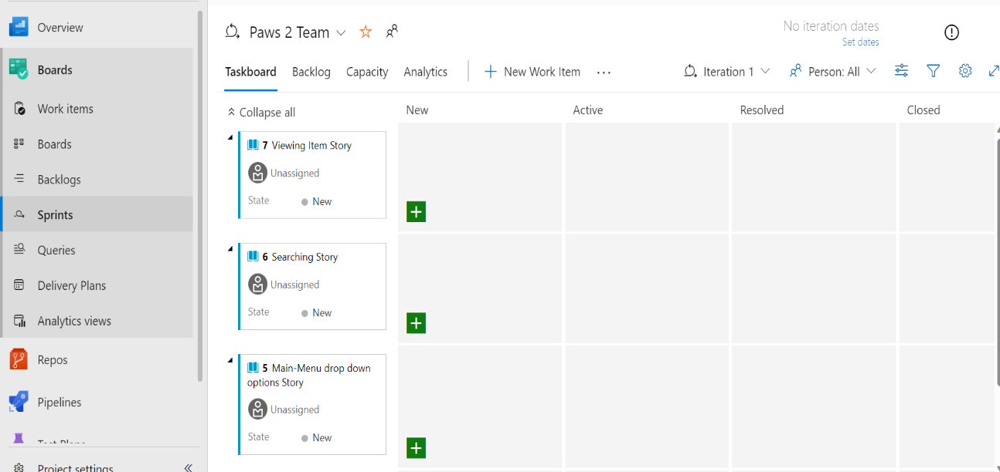 Overview
Boards
Work items
Boards
Backlogs
Sprints
Queries
Delivery Plans
Analytics views
Repos
Pipelines
Test Plans
Project settings
Paws 2 Team
No iteration dates
Set dates
Taskboard Backlog Capacity Analytics New Work Item Iteration 1 Person: All
Collapse all New Active Resolved Closed
7 Viewing Item Story
Unassigned
State New
6 Searching Story
Unassigned
State New
5 Main-Menu drop down
options Story
Unassigned
State New